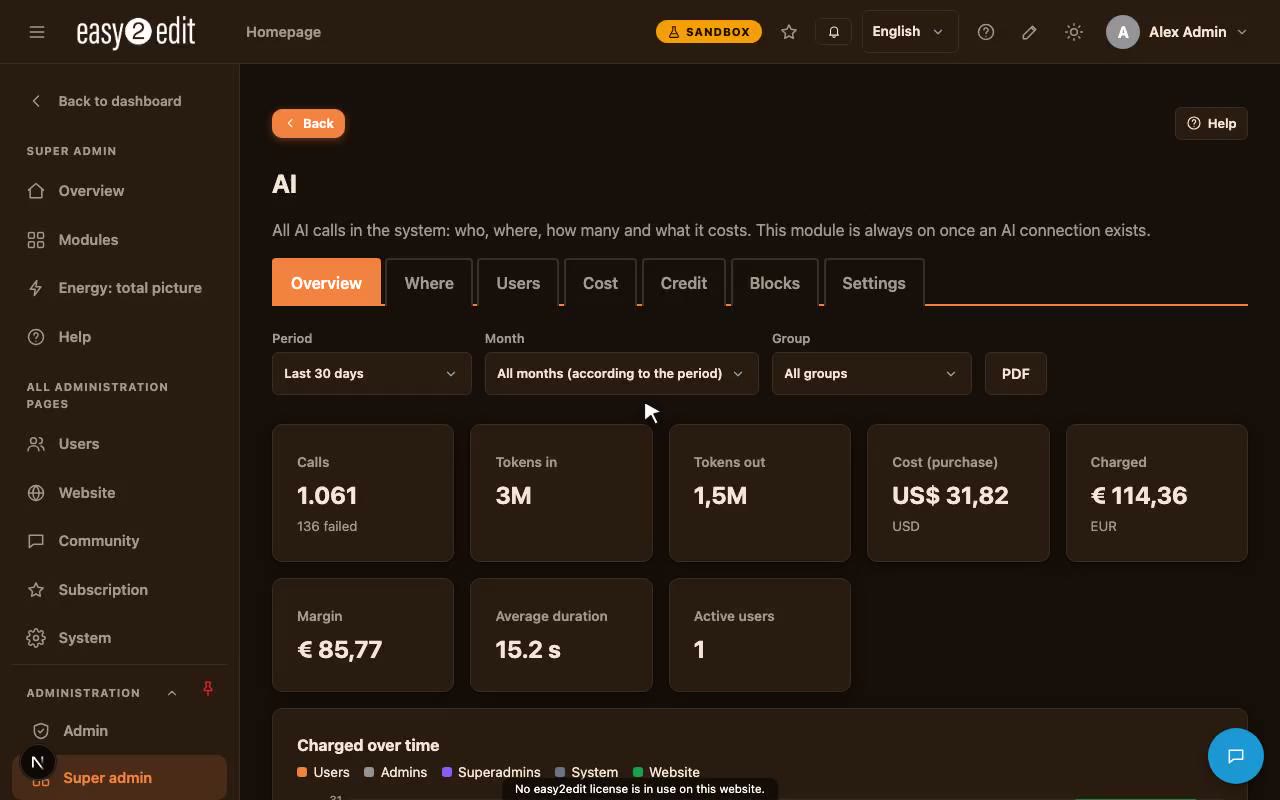 easy2edit
Homepage
SANDBOX
English
A
Alex Admin
Back to dashboard
SUPER ADMIN
Overview
Modules
Energy: total picture
Help
ALL ADMINISTRATION
PAGES
Users
Website
Community
Subscription
System
ADMINISTRATION
Admin
N
Super admin
Back
Help
AI
All AI calls in the system: who, where, how many and what it costs. This module is always on once an AI connection exists.
Overview
Where
Users
Cost
Credit
Blocks
Settings
Period
Month
Group
Last 30 days
All months (according to the period)
All groups
PDF
Calls
1.061
136 failed
Tokens in
3M
Tokens out
1,5M
Cost (purchase)
US$ 31,82
USD
Charged
€ 114,36
EUR
Margin
€ 85,77
Average duration
15.2 s
Active users
1
Charged over time
Users
Admins
Superadmins
System
Website
No easy2edit license is in use on this website.